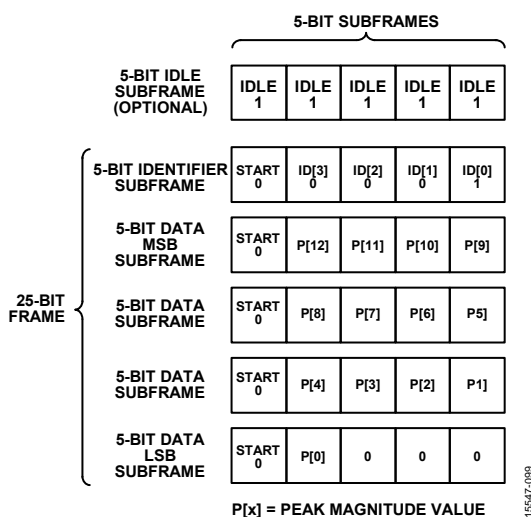 5-BIT SUBFRAMES
5-BIT IDLE
SUBFRAME
(OPTIONAL)
IDLE
1
IDLE
1
IDLE
1
IDLE
1
IDLE
1
25-BIT
FRAME
5-BIT IDENTIFIER
SUBFRAME
START
0
ID[3]
0
ID[2]
0
ID[1]
0
ID[0]
1
5-BIT DATA
MSB
SUBFRAME
START
0
P[12]
P[11]
P[10]
P[9]
5-BIT DATA
SUBFRAME
START
0
P[8]
P[7]
P[6]
P5]
5-BIT DATA
SUBFRAME
START
0
P[4]
P[3]
P[2]
P1]
5-BIT DATA
LSB
SUBFRAME
START
0
P[0]
0
0
0
P[x] = PEAK MAGNITUDE VALUE
15547-099